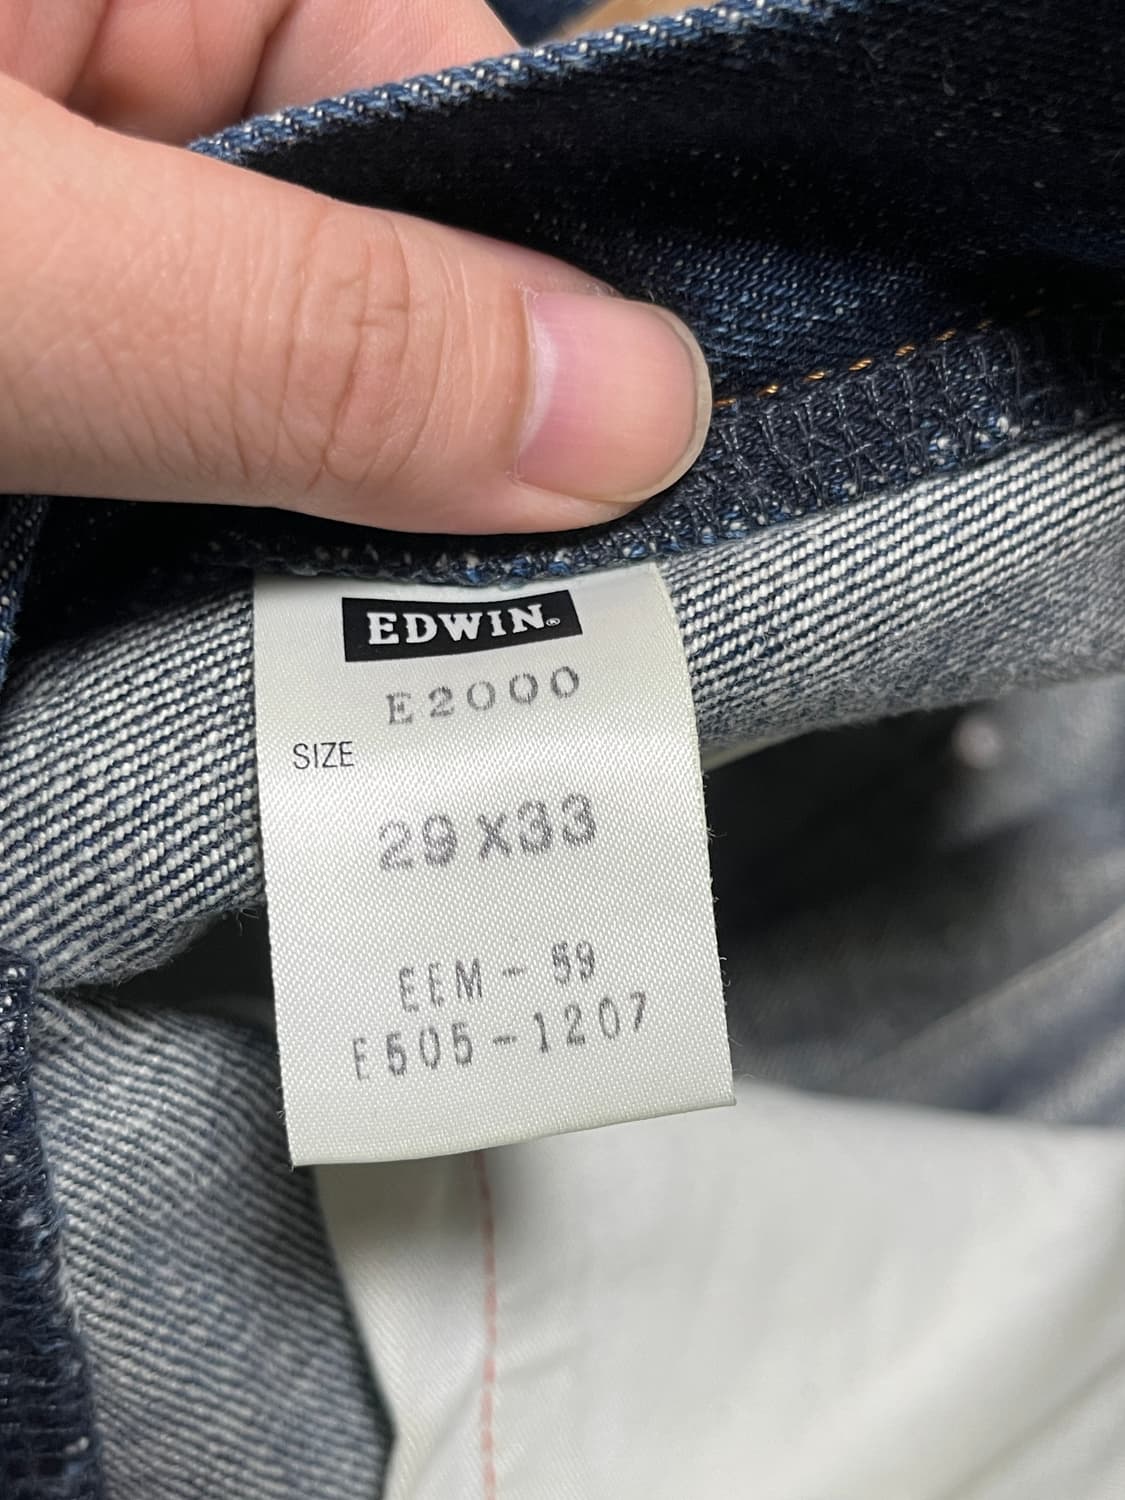 EDWIN®
E2000
SIZE
29X33
EEM-59
E505-1207